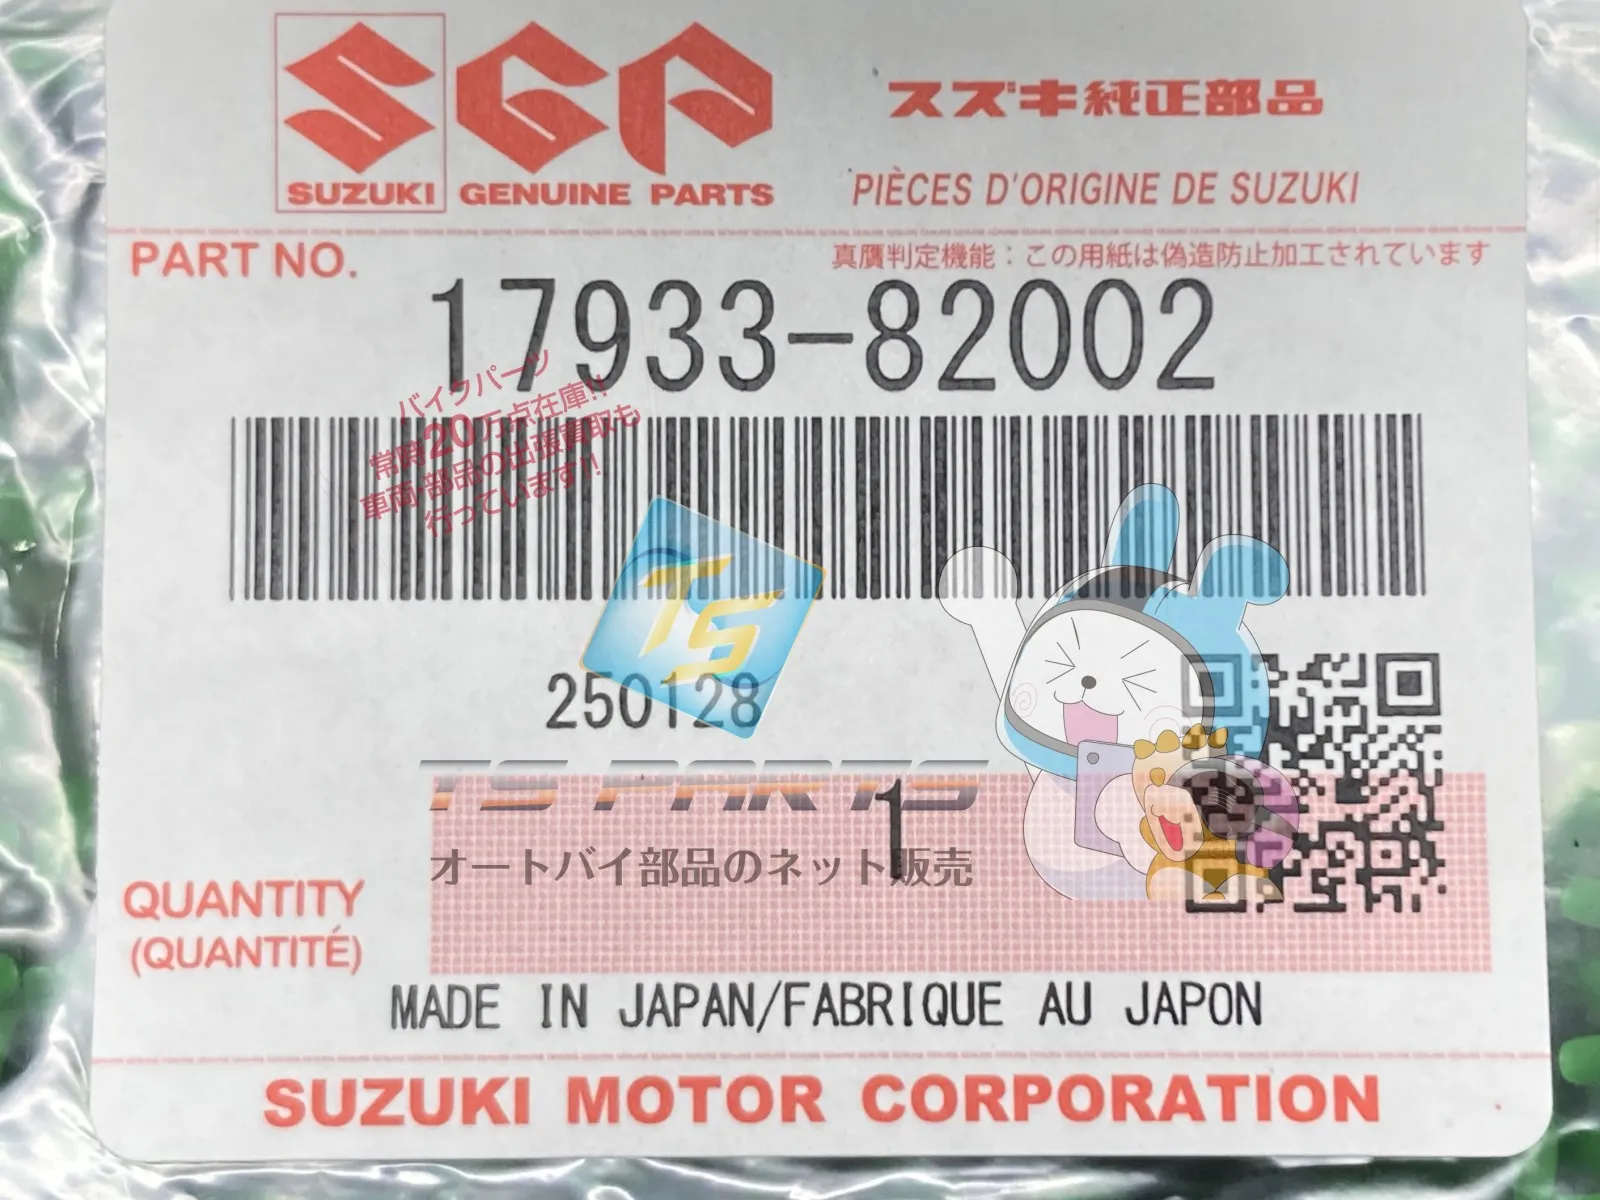 SUZUKI
GENUINE PARTS
スズキ純正部品
PIÈCES D'ORIGINE DE SUZUKI
PART NO.
真贋判定機能：この用紙は偽造防止加工されています
17933-82002
バイクパーツ
常時20万点在庫!!
車両・部品の出張買取も
行っています!!
TS
250128
TS PARTS
1
オートバイ部品のネット販売
QUANTITY
(QUANTITÉ)
MADE IN JAPAN/FABRIQUE AU JAPON
SUZUKI MOTOR CORPORATION